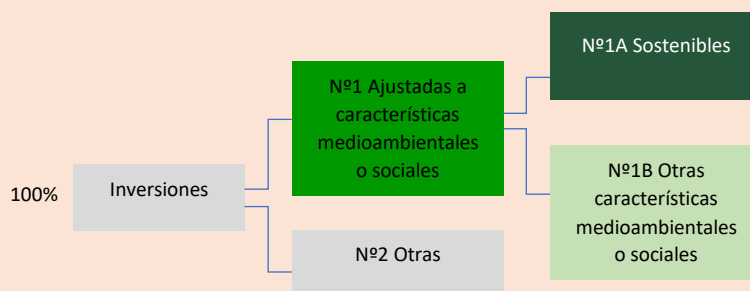 100%
Inversiones
Nº1 Ajustadas a
características
medioambientales
o sociales
Nº2 Otras
Nº1A Sostenibles
Nº1B Otras
características
medioambientales
o sociales